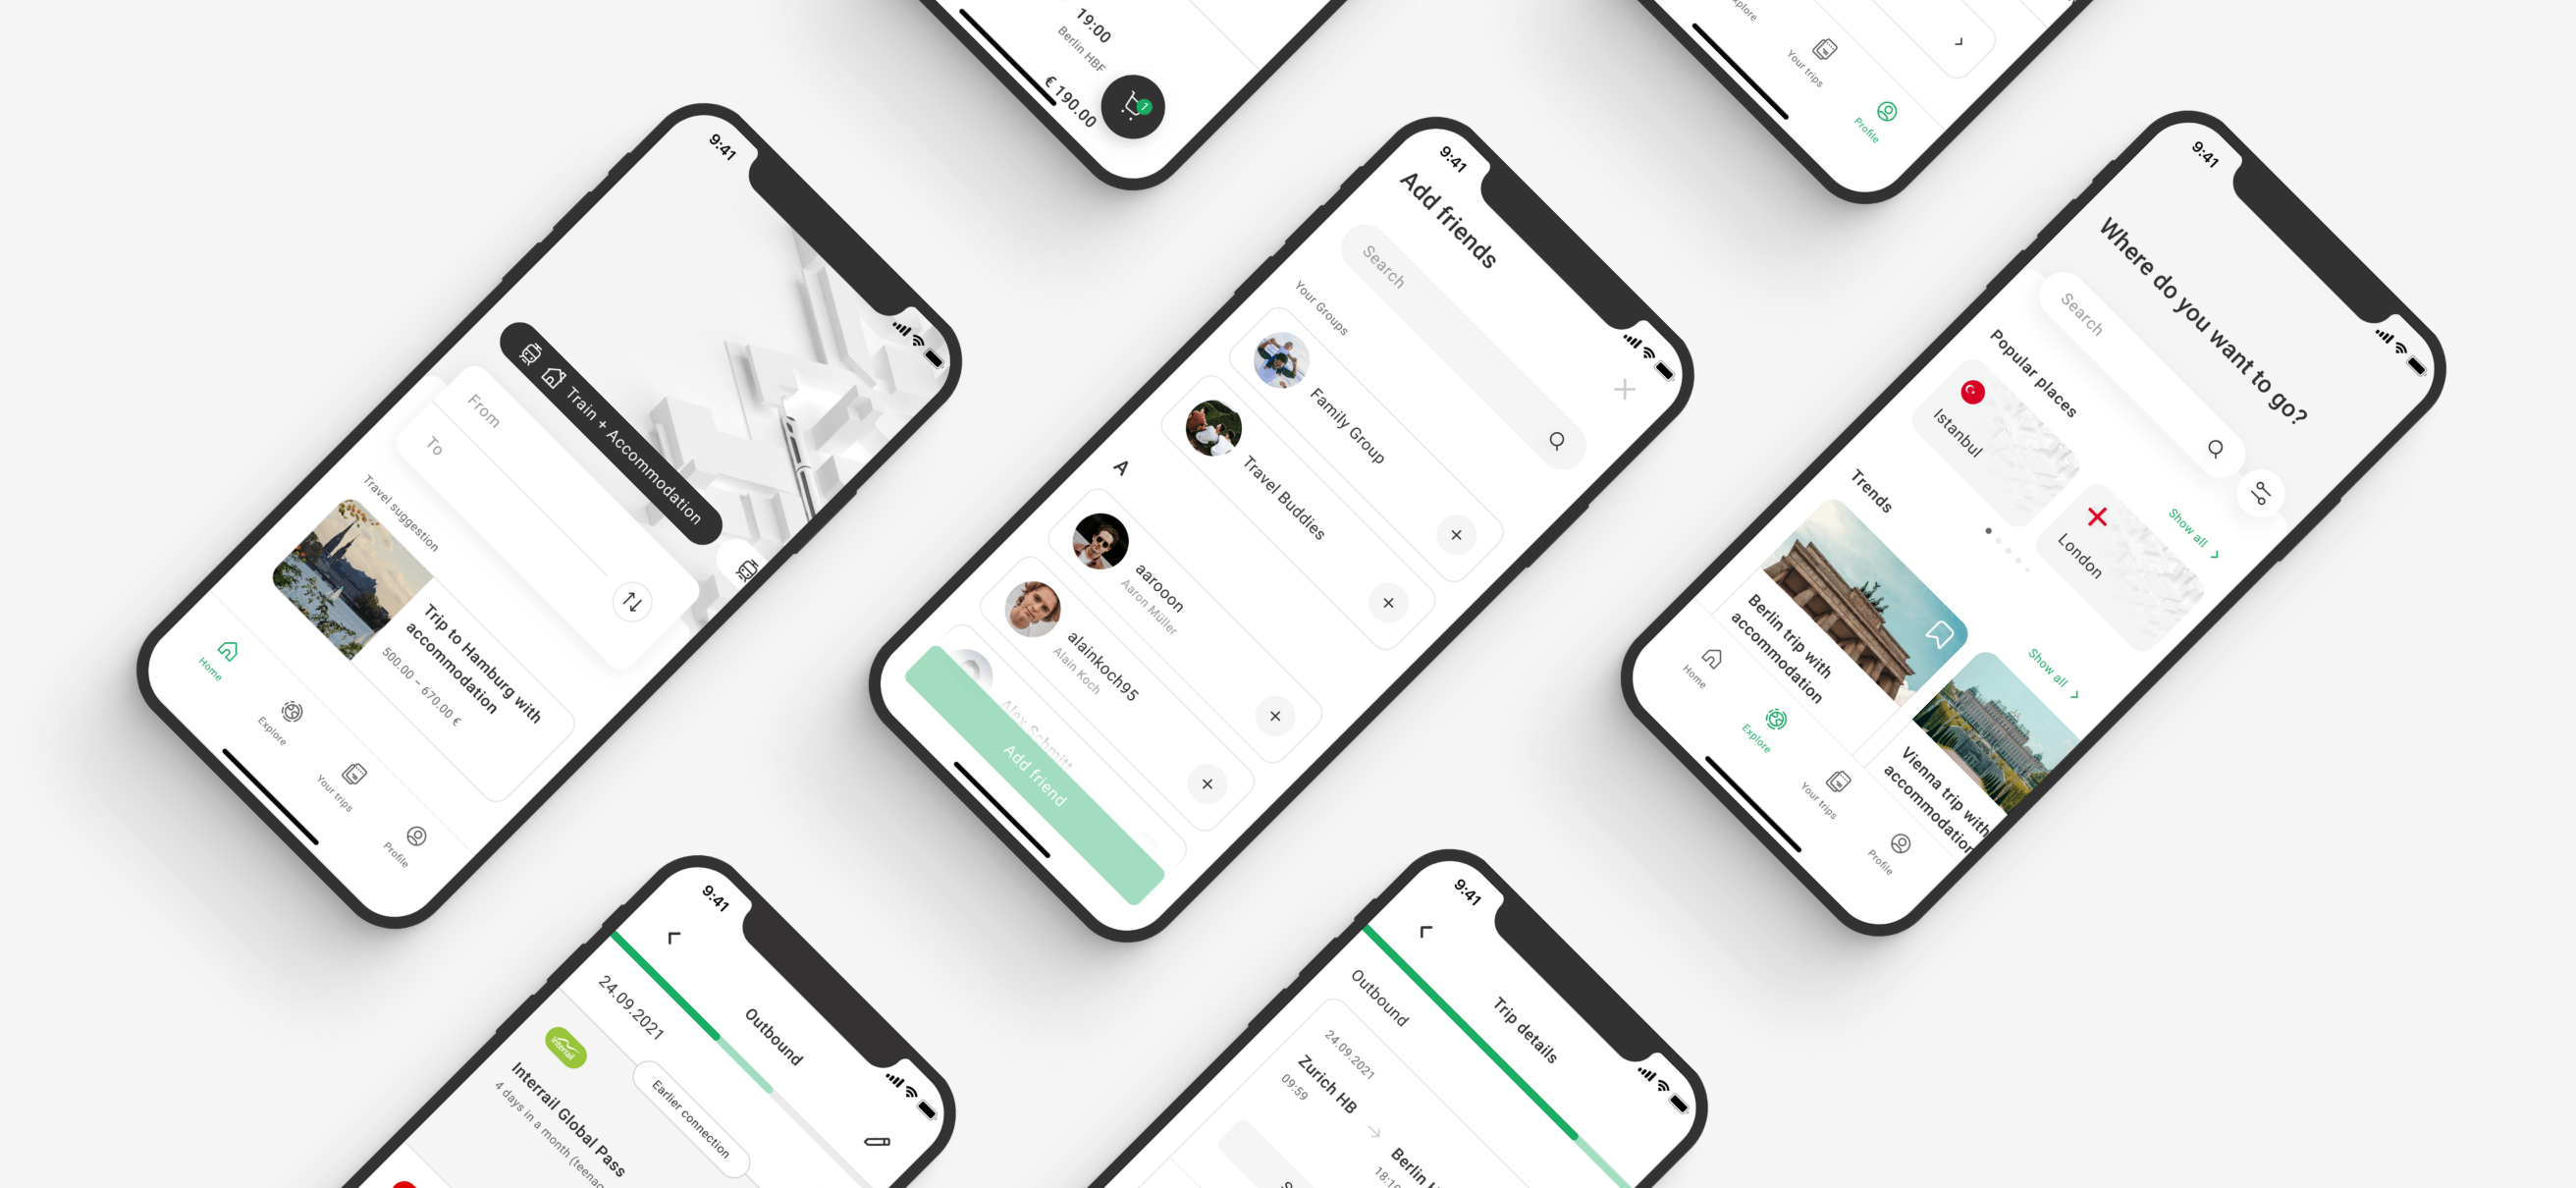 19:00
Berlin HBF
€ 190.00
1
Your trips
Profile
9:41
Train + Accommodation
From
To
Travel suggestion
Trip to Hamburg with
accommodation
500.00 – 670.00 €
Home
Explore
Your trips
Profile
9:41
Add friends
Search
Your Groups
Family Group
Travel Buddies
A
aarooon
Aaron Müller
alainkoch95
Alain Koch
Alex Schmitt
Add friend
9:41
Where do you want to go?
Search
Popular places
Show all
Istanbul
London
Trends
Show all
Berlin trip with
accommodation
Vienna trip with
accommodation
Home
Explore
Your trips
Profile
9:41
Outbound
24.09.2021
Earlier connection
interrail
Interrail Global Pass
4 days in a month
9:41
Trip details
Outbound
24.09.2021
Zurich HB
09:59
Berlin
18:10